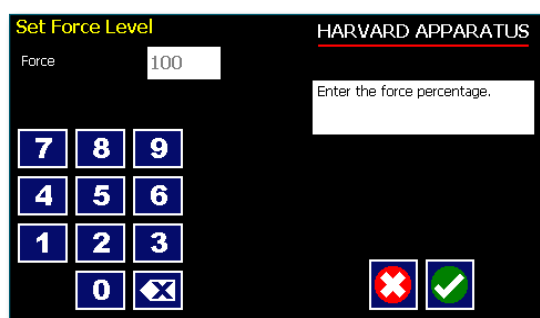 Set Force Level
HARVARD APPARATUS
Force
100
Enter the force percentage.
7 8 9
4 5 6
1 2 3
0